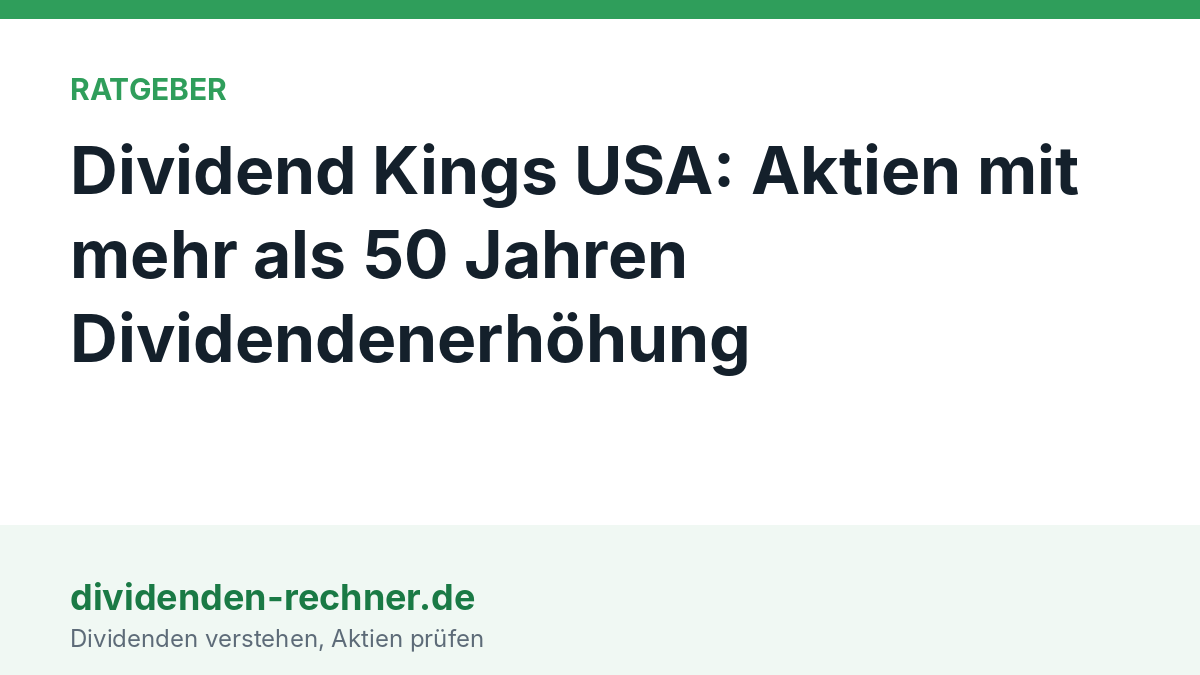 RATGEBER
Dividend Kings USA: Aktien mit
mehr als 50 Jahren
Dividendenerhöhung
dividenden-rechner.de
Dividenden verstehen, Aktien prüfen